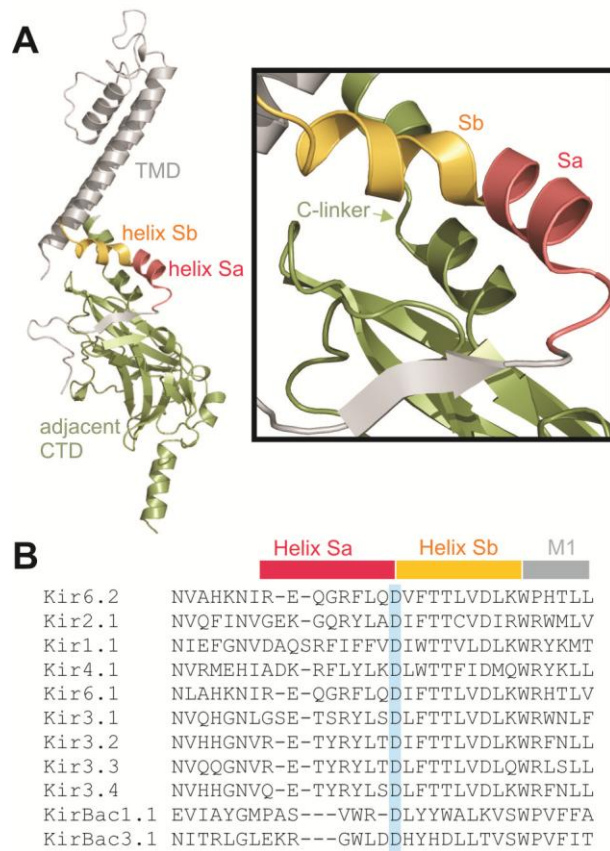 A
TMD
helix Sb
helix Sa
adjacent
CTD
Sb
Sa
C-linker
B
Helix Sa Helix Sb M1
Kir6.2 NVAHKNIR-E-QGRFLQDVFTTLVDLKWPHTLL
Kir2.1 NVQFINVGEK-GQRYLADIFTTCVDIRWRWMLV
Kir1.1 NIEFGNVDAQSRFIFFVDIWTTVLDLKWRYKMT
Kir4.1 NVRMEHIADK-RFLYLKDLWTTFIDMQWRYKLL
Kir6.1 NLAHKNIR-E-QGRFLQDIFTTLVDLKWRHTLV
Kir3.1 NVQHGNLGSE-TSRYLSDLFTTLVDLKWRWNLF
Kir3.2 NVHHGNVR-E-TYRYLTDIFTTLVDLKWRFNLL
Kir3.3 NVQQGNVR-E-TYRYLTDLFTTLVDLQWRLSLL
Kir3.4 NVHHGNVQ-E-TYRYLSDLFTTLVDLKWRFNLL
KirBac1.1 EVIAYGMPAS---VWR-DLYYWALKVSWPVFFA
KirBac3.1 NITRLGLEKR---GWLDDHYHDLLTVSWPVFIT